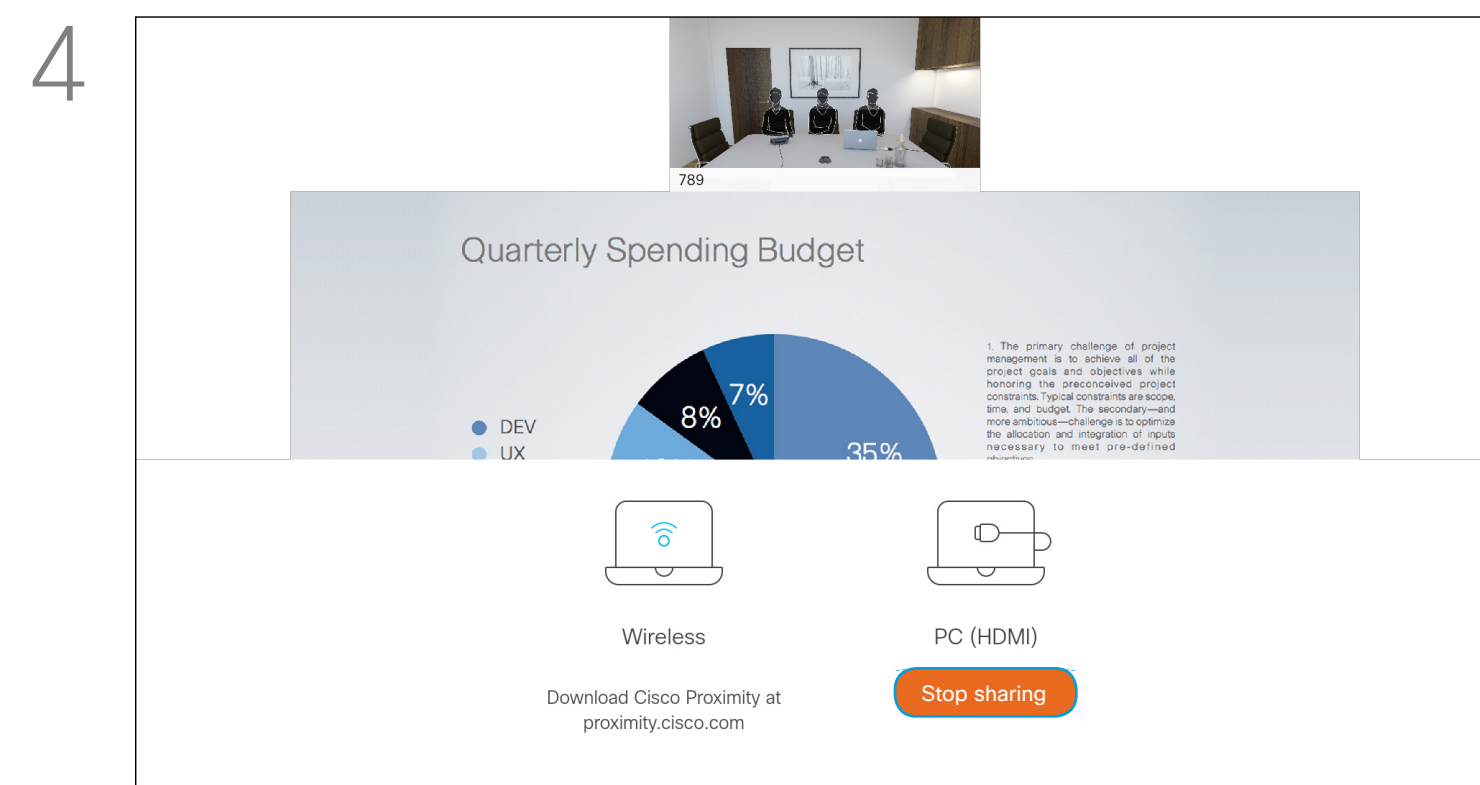 4
789
Quarterly Spending Budget
7%
8%
35%
DEV
UX
1. The primary challenge of project
management is to achieve all of the
project goals and objectives while
honoring the preconceived project
constraints. Typical constraints are scope,
time, and budget. The secondary—and
more ambitious—challenge is to optimize
the allocation and integration of inputs
necessary to meet pre-defined
Wireless
PC (HDMI)
Download Cisco Proximity at
proximity.cisco.com
Stop sharing